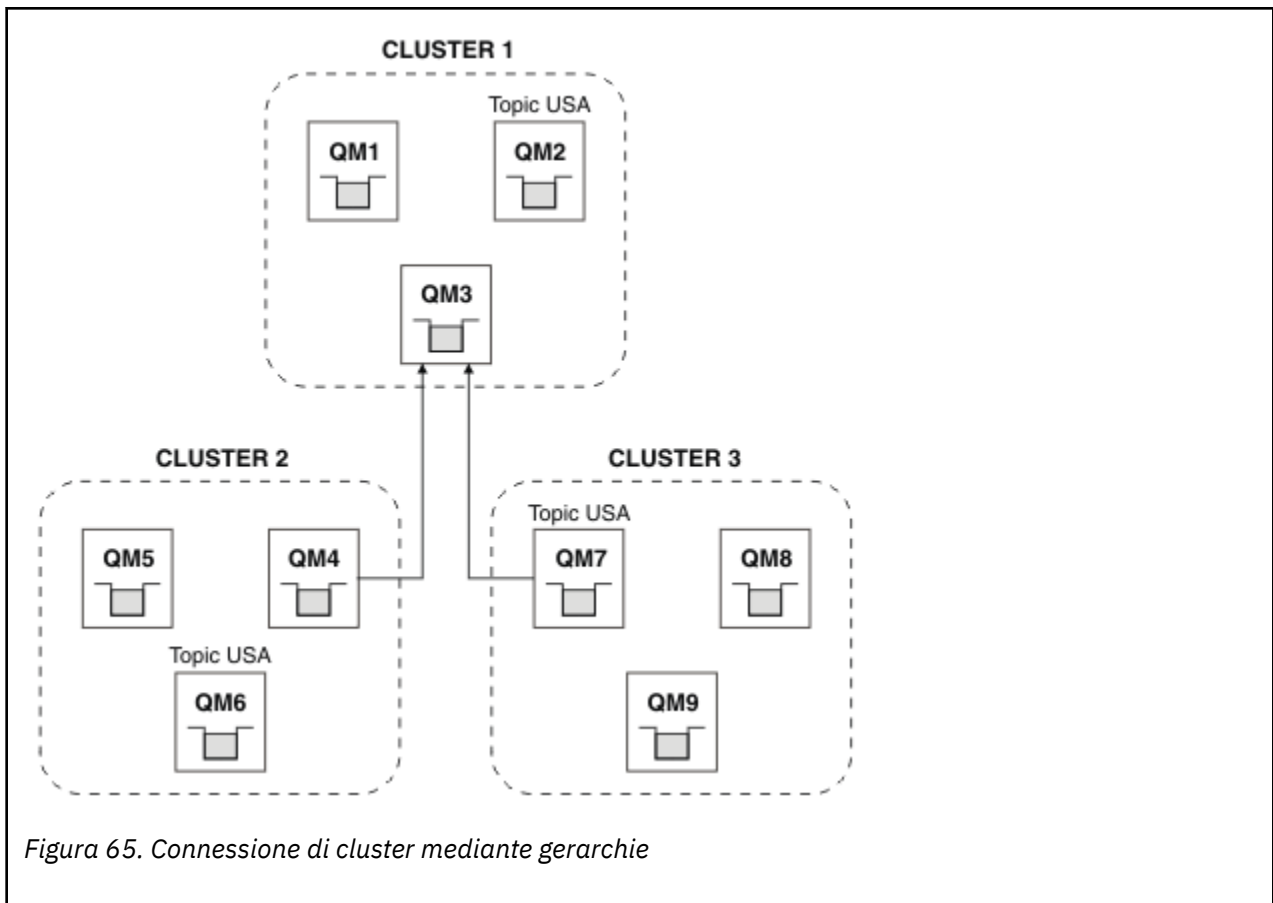 CLUSTER 1
Topic USA
QM1
QM2
QM3
CLUSTER 2
CLUSTER 3
Topic USA
QM5
QM4
QM7
QM8
Topic USA
QM6
QM9
Figura 65. Connessione di cluster mediante gerarchie